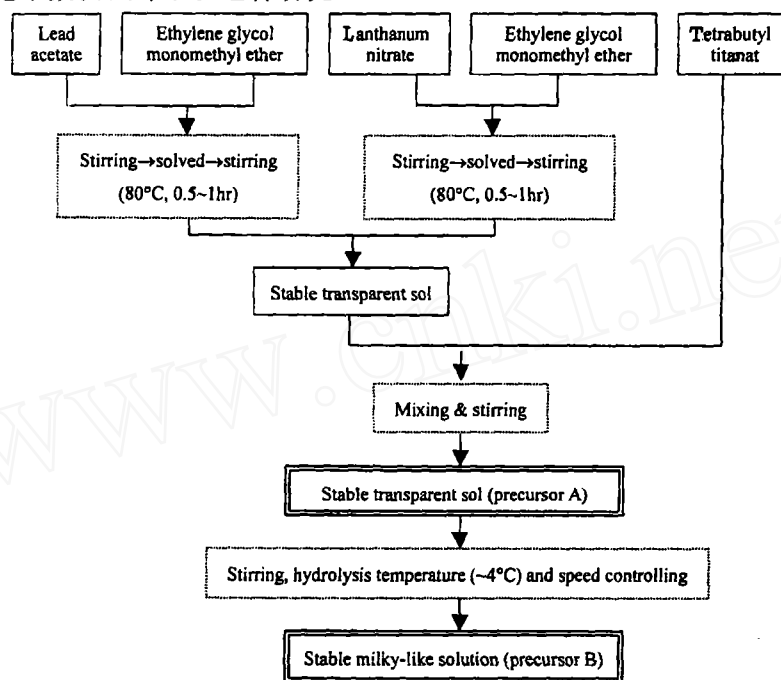 Lead
acetate
Ethylene glycol
monomethyl ether
Lanthanum
nitrate
Ethylene glycol
monomethyl ether
Tetrabutyl
titanat
Stirring→solved→stirring
(80°C, 0.5~1hr)
Stirring→solved→stirring
(80°C, 0.5~1hr)
Stable transparent sol
Mixing & stirring
Stable transparent sol (precursor A)
Stirring, hydrolysis temperature (~4°C) and speed controlling
Stable milky-like solution (precursor B)
www.cnki.net